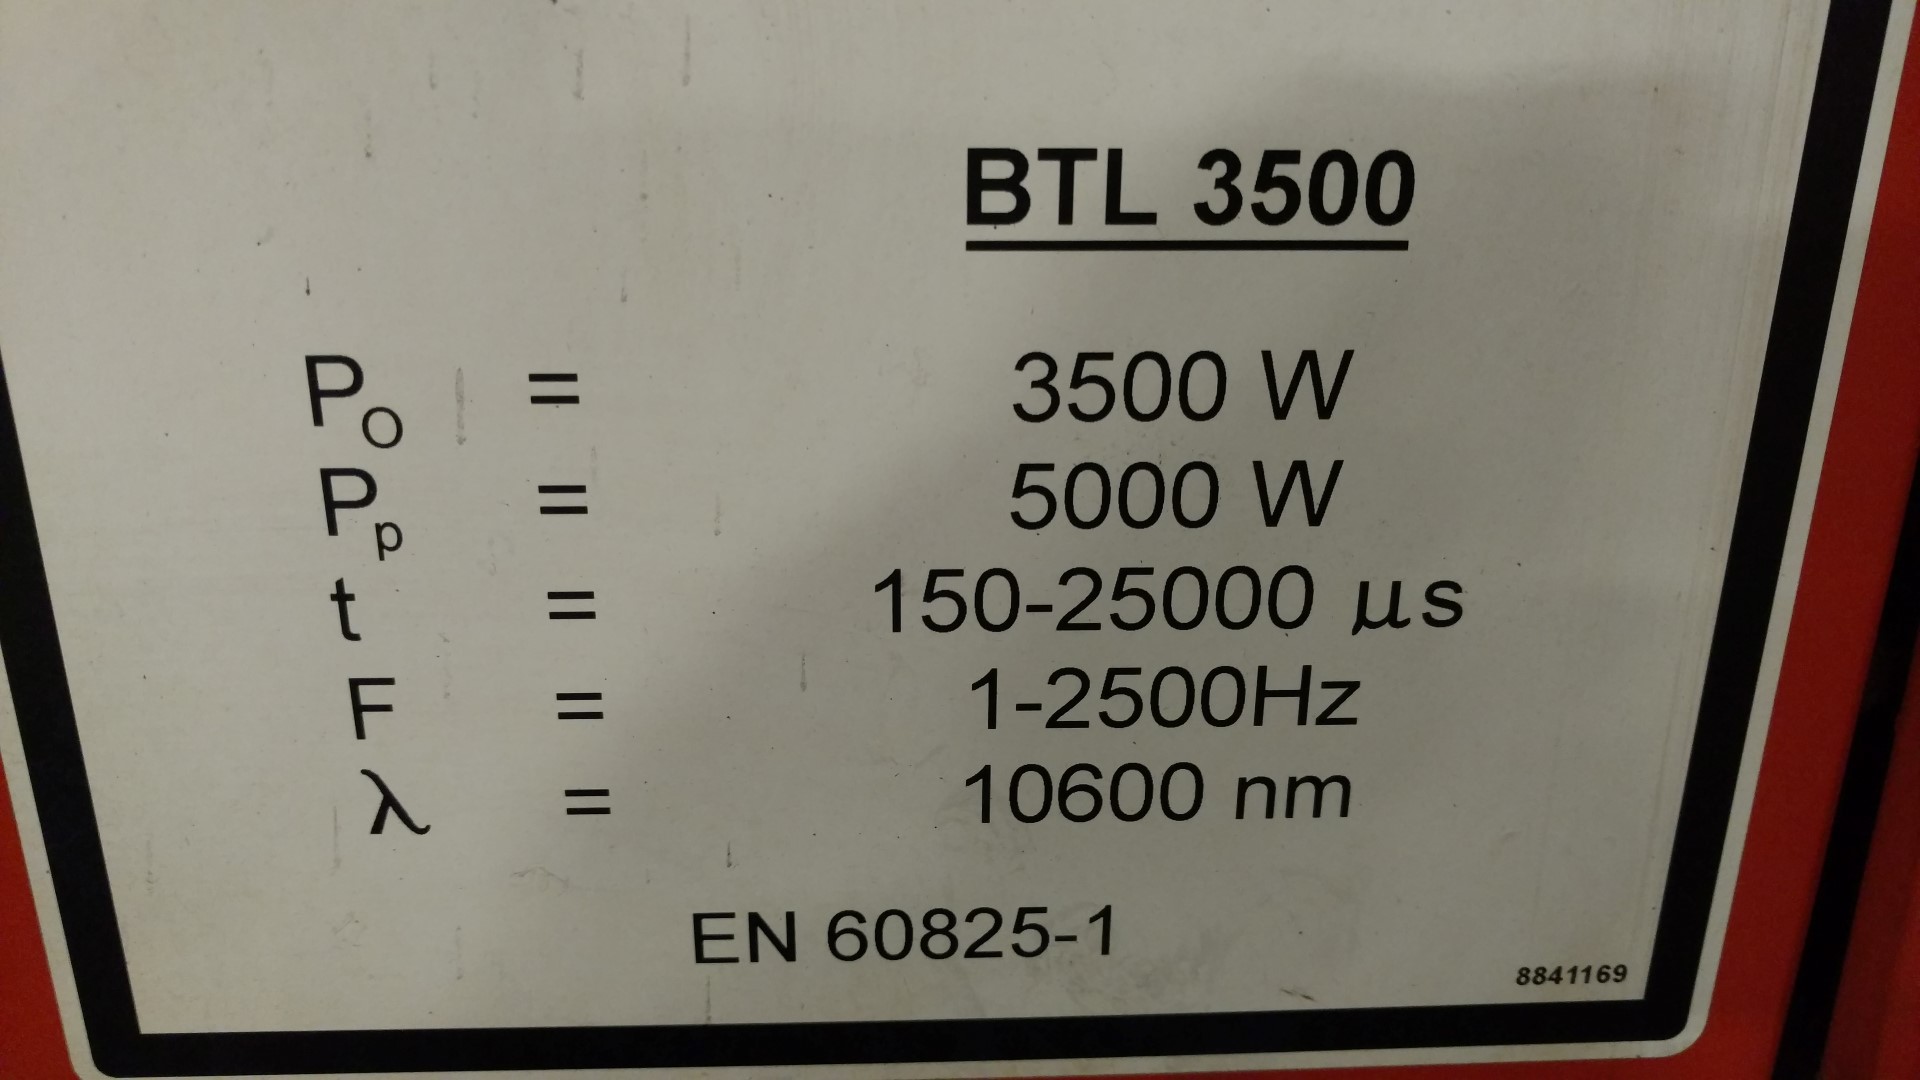 BTL 3500
PO = 3500 W
Pp = 5000 W
t = 150-25000 µs
F = 1-2500Hz
λ = 10600 nm
EN 60825-1
8841169